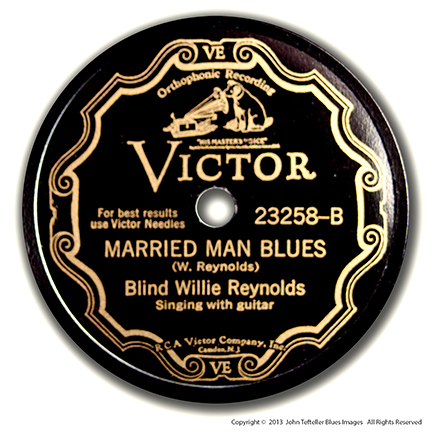 VE
Orthophonic Recording
"HIS MASTER'S VOICE"
VICTOR
For best results
use Victor Needles
23258-B
MARRIED MAN BLUES
(W. Reynolds)
Blind Willie Reynolds
Singing with guitar
RCA Victor Company, Inc.
Camden, N.J.
VE
Copyright © 2013 John Tefteller Blues Images All Rights Reserved